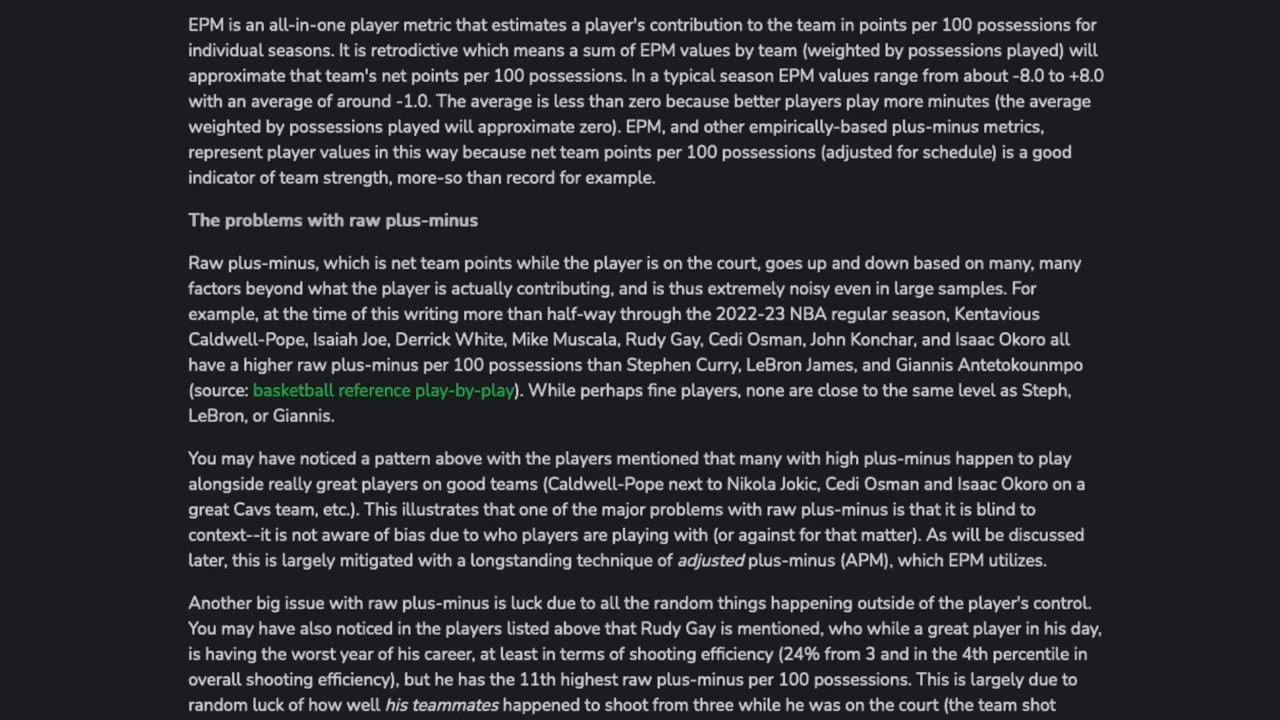 EPM is an all-in-one player metric that estimates a player's contribution to the team in points per 100 possessions for
individual seasons. It is retrodictive which means a sum of EPM values by team (weighted by possessions played) will
approximate that team's net points per 100 possessions. In a typical season EPM values range from about -8.0 to +8.0
with an average of around -1.0. The average is less than zero because better players play more minutes (the average
weighted by possessions played will approximate zero). EPM, and other empirically-based plus-minus metrics,
represent player values in this way because net team points per 100 possessions (adjusted for schedule) is a good
indicator of team strength, more-so than record for example.
The problems with raw plus-minus
Raw plus-minus, which is net team points while the player is on the court, goes up and down based on many, many
factors beyond what the player is actually contributing, and is thus extremely noisy even in large samples. For
example, at the time of this writing more than half-way through the 2022-23 NBA regular season, Kentavious
Caldwell-Pope, Isaiah Joe, Derrick White, Mike Muscala, Rudy Gay, Cedi Osman, John Konchar, and Isaac Okoro all
have a higher raw plus-minus per 100 possessions than Stephen Curry, LeBron James, and Giannis Antetokounmpo
(source: basketball reference play-by-play). While perhaps fine players, none are close to the same level as Steph,
LeBron, or Giannis.
You may have noticed a pattern above with the players mentioned that many with high plus-minus happen to play
alongside really great players on good teams (Caldwell-Pope next to Nikola Jokic, Cedi Osman and Isaac Okoro on a
great Cavs team, etc.). This illustrates that one of the major problems with raw plus-minus is that it is blind to
context--it is not aware of bias due to who players are playing with (or against for that matter). As will be discussed
later, this is largely mitigated with a longstanding technique of adjusted plus-minus (APM), which EPM utilizes.
Another big issue with raw plus-minus is luck due to all the random things happening outside of the player's control.
You may have also noticed in the players listed above that Rudy Gay is mentioned, who while a great player in his day,
is having the worst year of his career, at least in terms of shooting efficiency (24% from 3 and in the 4th percentile in
overall shooting efficiency), but he has the 11th highest raw plus-minus per 100 possessions. This is largely due to
random luck of how well his teammates happened to shoot from three while he was on the court (the team shot